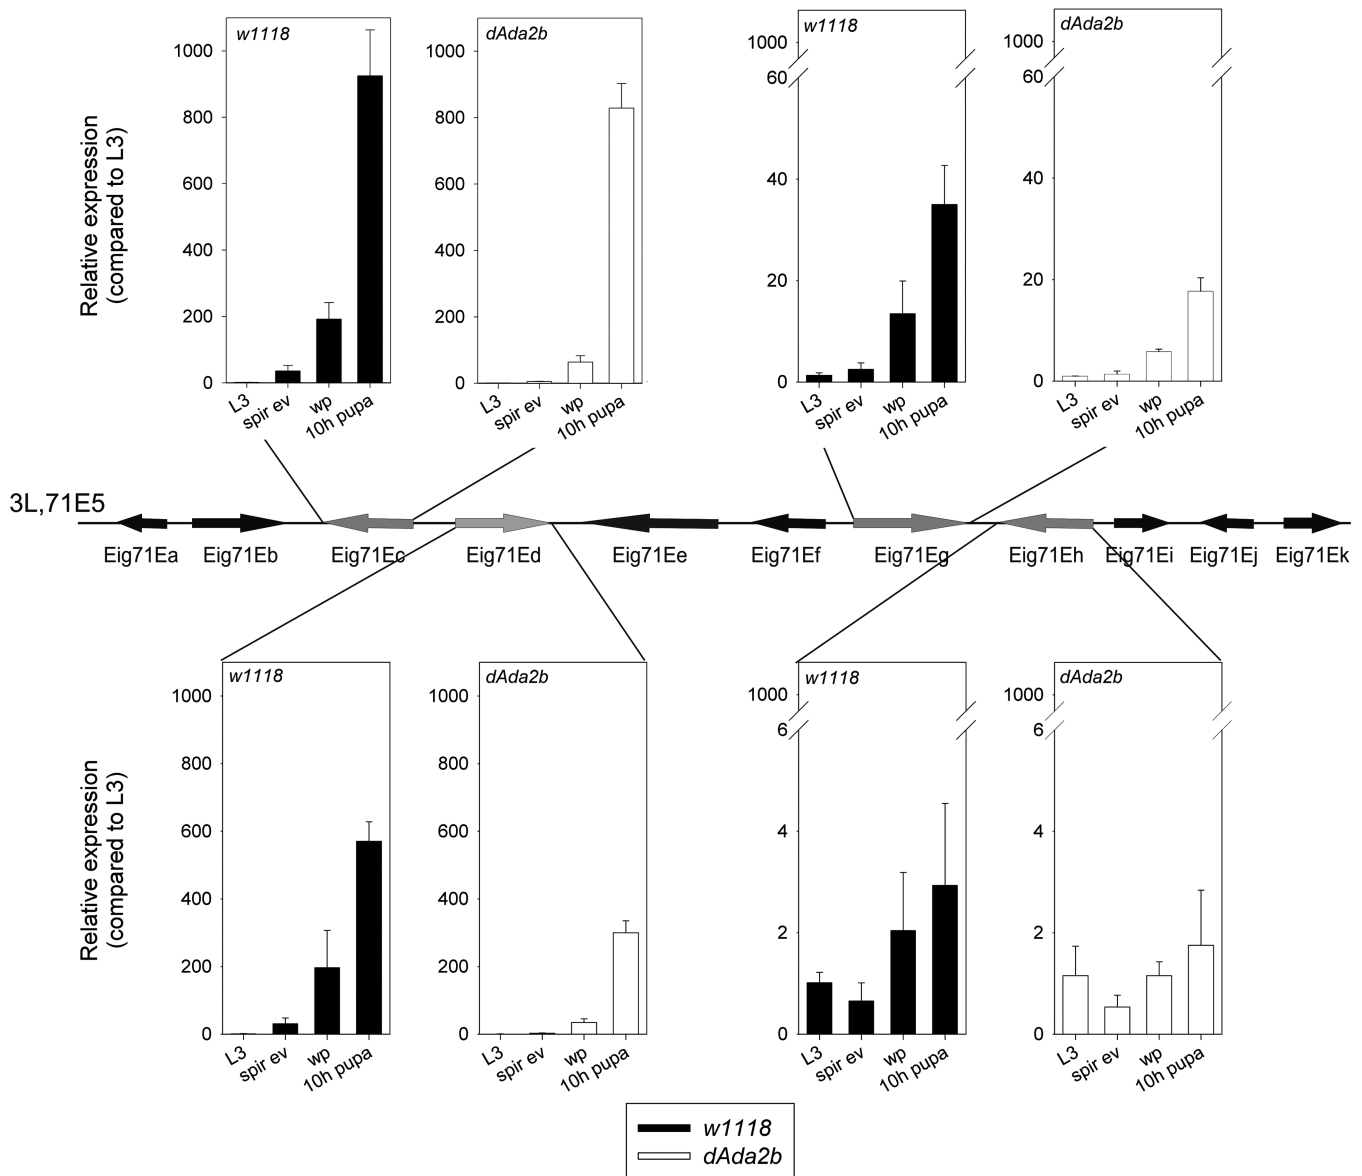 w1118
dAda2b
w1118
dAda2b
Relative expression
(compared to L3)
1000
800
600
400
200
0
L3
spir ev
wp
10h pupa
1000
800
600
400
200
0
L3
spir ev
wp
10h pupa
1000
60
40
20
0
L3
spir ev
wp
10h pupa
1000
60
40
20
0
L3
spir ev
wp
10h pupa
3L,71E5
Eig71Ea
Eig71Eb
Eig71Ec
Eig71Ed
Eig71Ee
Eig71Ef
Eig71Eg
Eig71Eh
Eig71Ei
Eig71Ej
Eig71Ek
w1118
dAda2b
w1118
dAda2b
Relative expression
(compared to L3)
1000
800
600
400
200
0
L3
spir ev
wp
10h pupa
1000
800
600
400
200
0
L3
spir ev
wp
10h pupa
1000
6
4
2
0
L3
spir ev
wp
10h pupa
1000
6
4
2
0
L3
spir ev
wp
10h pupa
w1118
dAda2b